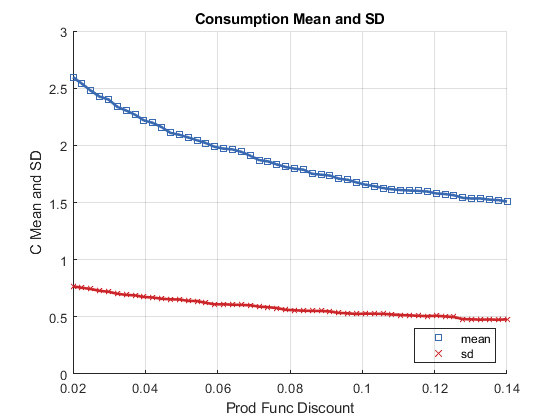 Consumption Mean and SD
3
2.5
2
1.5
1
0.5
0
C Mean and SD
mean
sd
0.02
0.04
0.06
0.08
0.1
0.12
0.14
Prod Func Discount